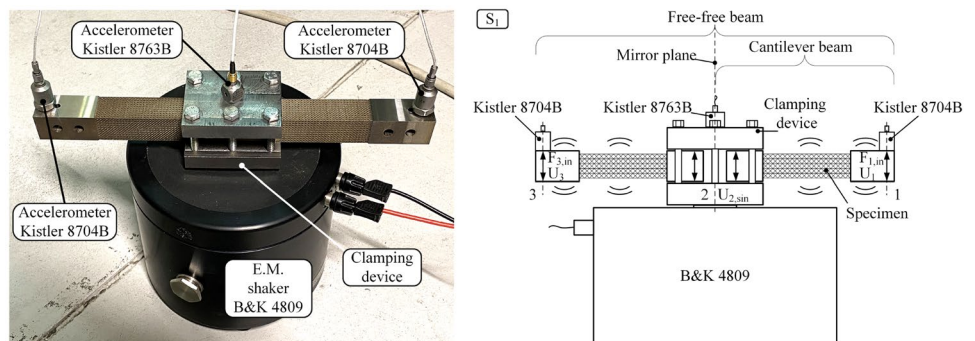 Accelerometer
Kistler 8763B
Accelerometer
Kistler 8704B
Accelerometer
Kistler 8704B
E.M.
shaker
B&K 4809
Clamping
device
S₁
Free-free beam
Mirror plane
Cantilever beam
Kistler 8704B
Kistler 8763B
Clamping
device
Kistler 8704B
F₃,in
U₃
3
2
U₂,sin
F₁,in
U₁
1
Specimen
B&K 4809